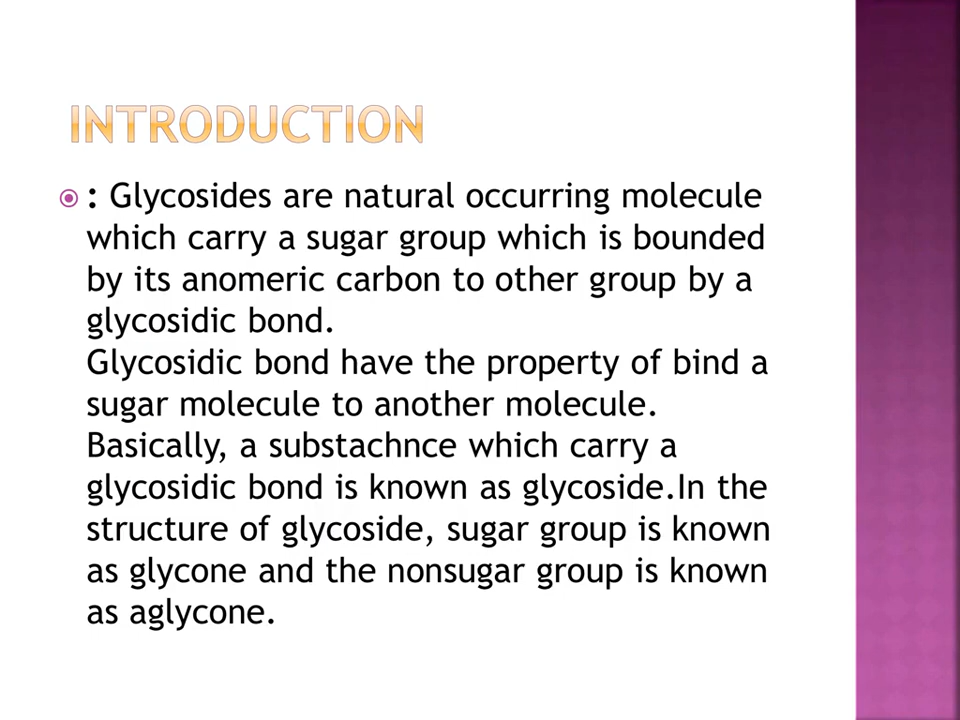 INTRODUCTION
: Glycosides are natural occurring molecule
which carry a sugar group which is bounded
by its anomeric carbon to other group by a
glycosidic bond.
Glycosidic bond have the property of bind a
sugar molecule to another molecule.
Basically, a substachnce which carry a
glycosidic bond is known as glycoside.In the
structure of glycoside, sugar group is known
as glycone and the nonsugar group is known
as aglycone.